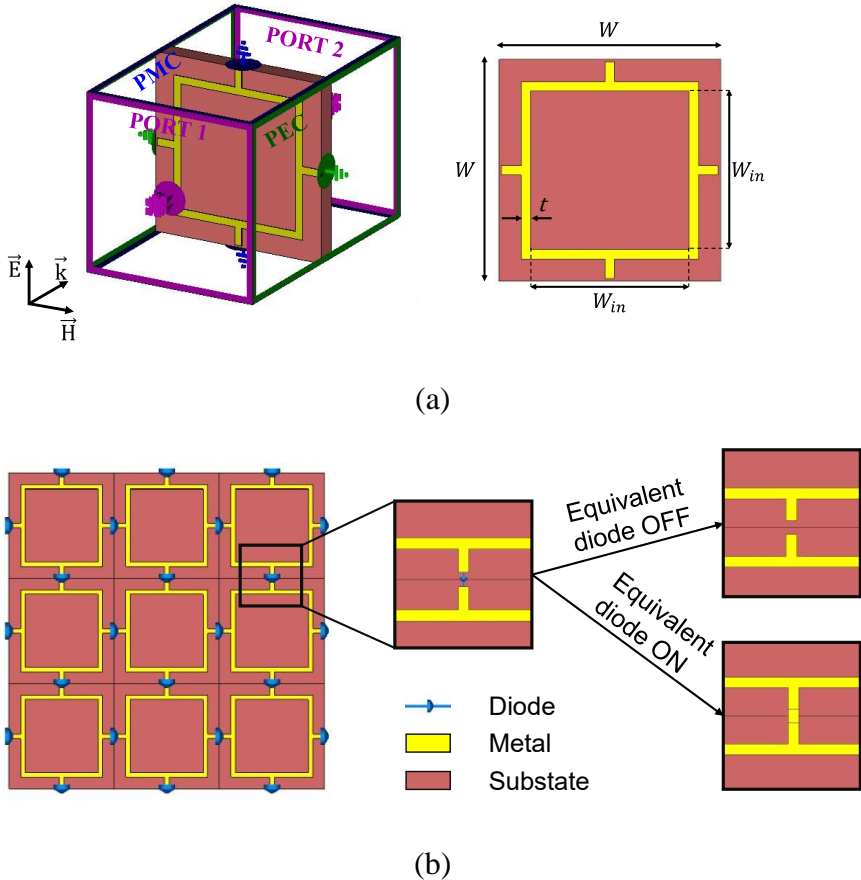 PORT 2
PMC
PORT 1
PEC
E
k
H
W
W
W_in
t
W_in
(a)
Equivalent
diode OFF
Equivalent
diode ON
Diode
Metal
Substate
(b)